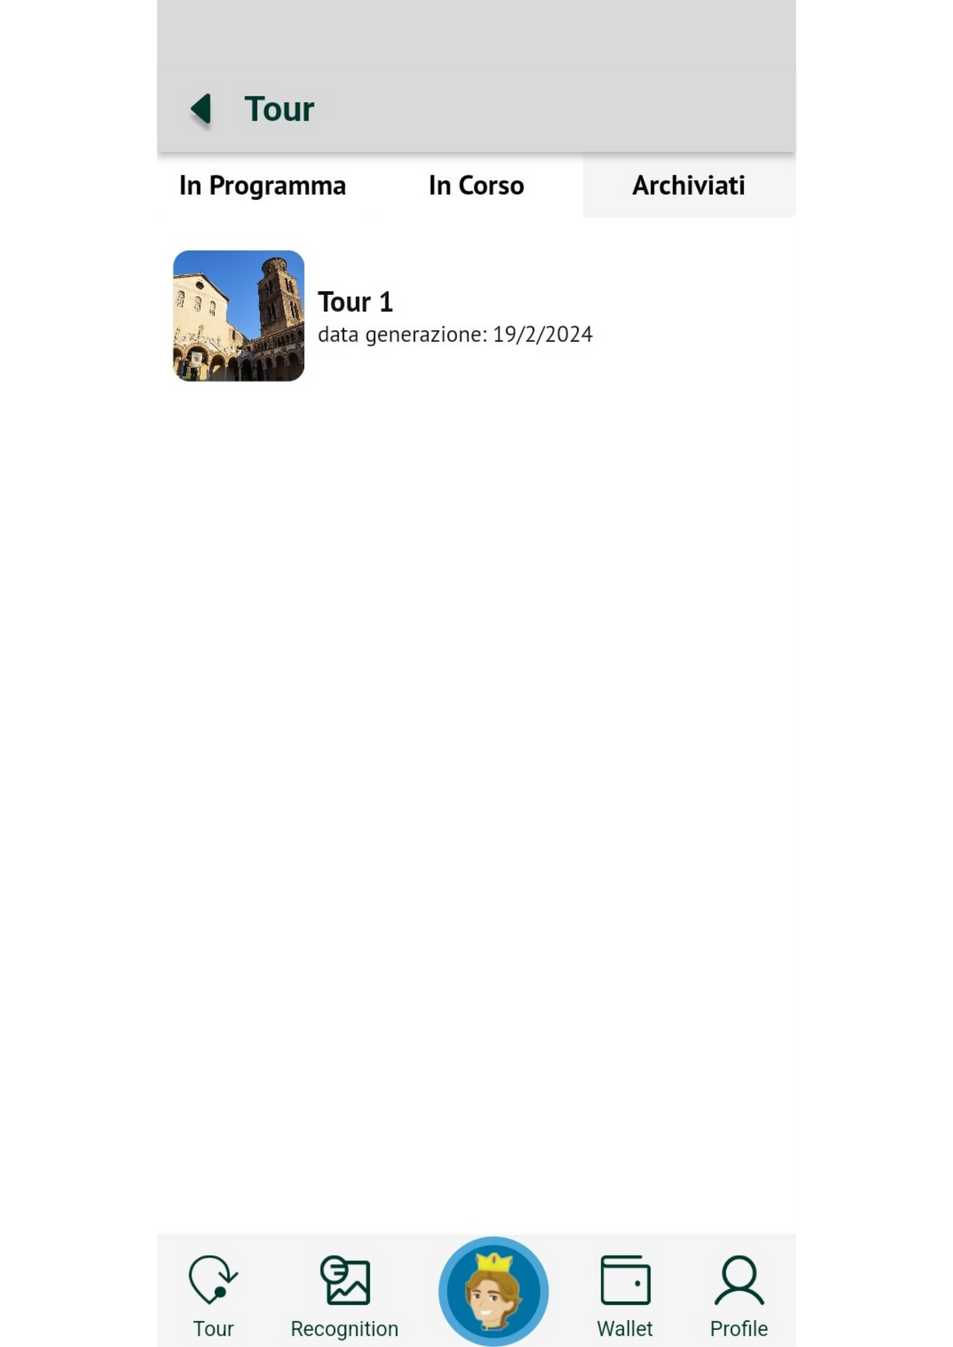 Tour
In Programma In Corso Archiviati
Tour 1
data generazione: 19/2/2024
Tour Recognition Wallet Profile